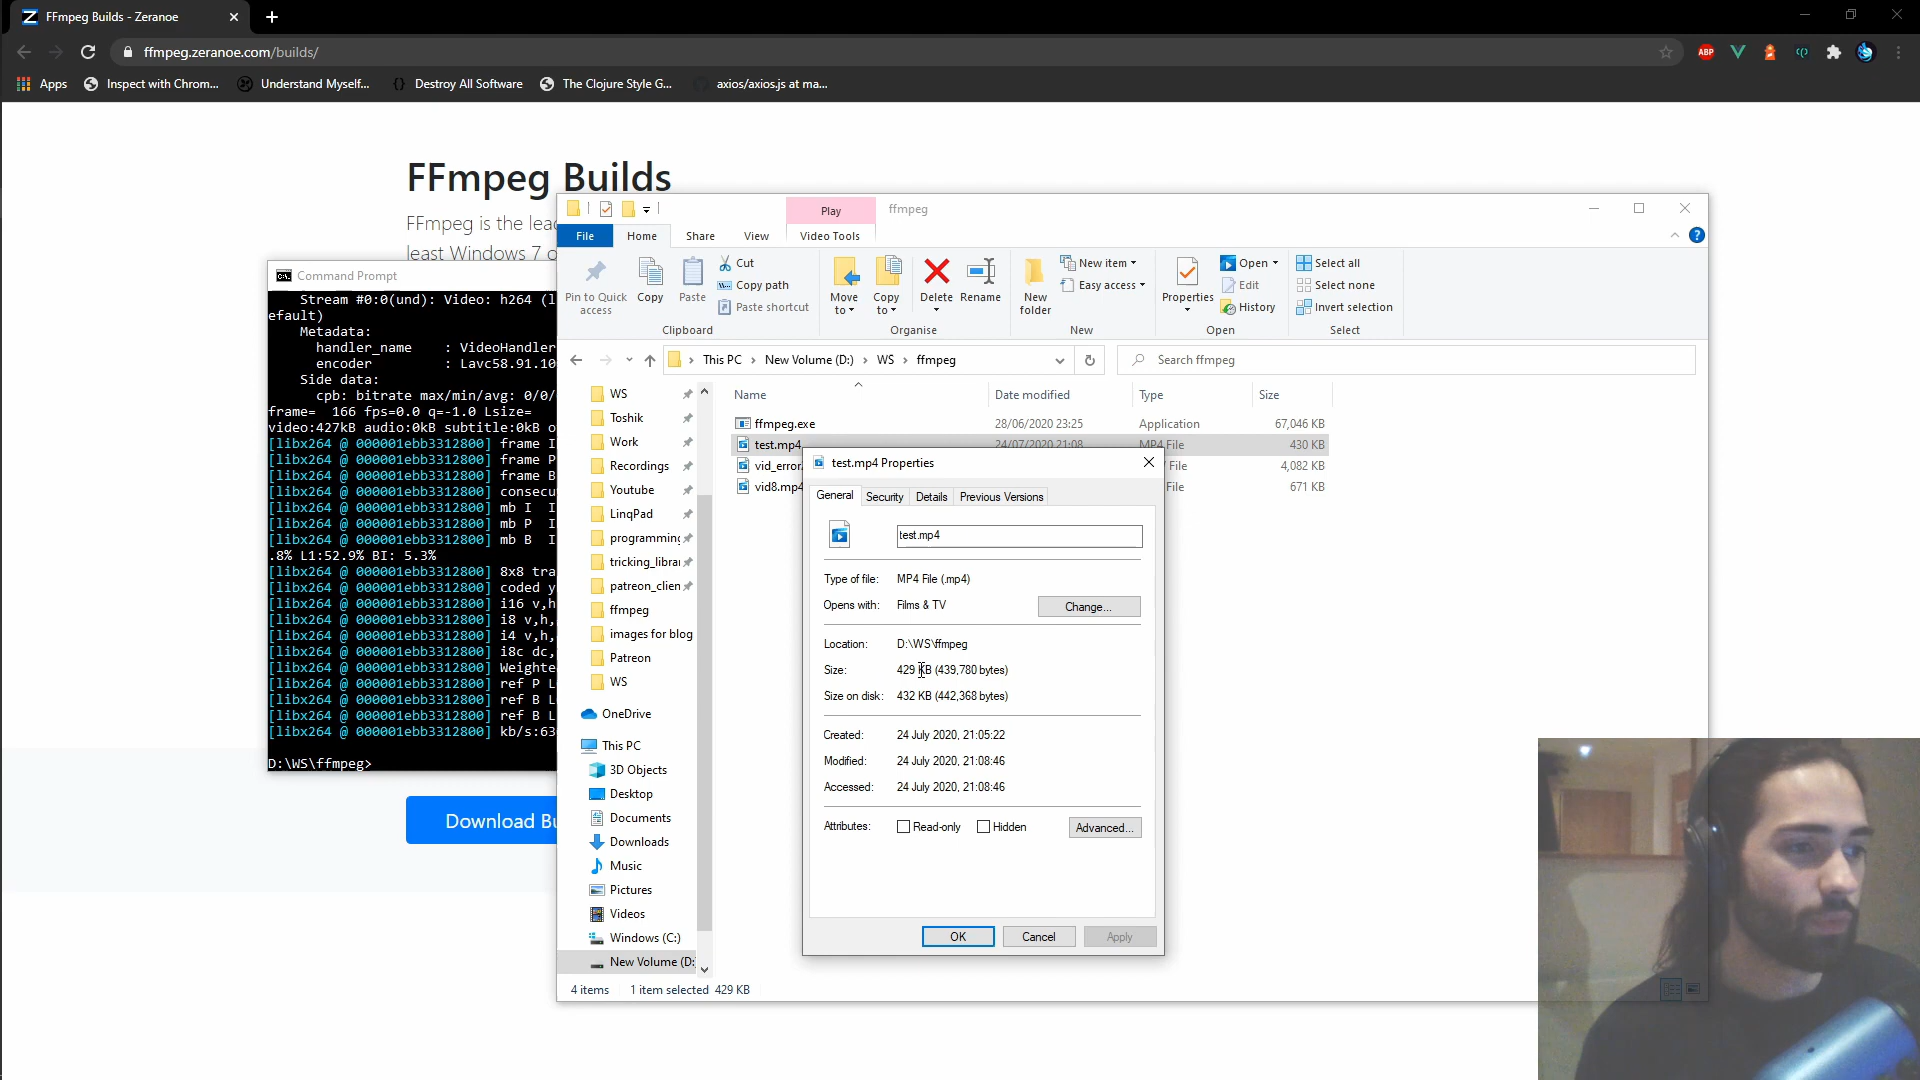 FFmpeg Builds - Zeranoe
ffmpeg.zeranoe.com/builds/
ABP
Apps
Inspect with Chrom...
Understand Myself...
Destroy All Software
The Clojure Style G...
axios/axios.js at ma...
FFmpeg Builds
FFmpeg is the lea
least Windows 7 o
Download Bu
Command Prompt
Stream #0:0(und): Video: h264 (l
efault)
Metadata:
handler_name : VideoHandler
encoder : Lavc58.91.10
Side data:
cpb: bitrate max/min/avg: 0/0/
frame= 166 fps=0.0 q=-1.0 Lsize=
video:427kB audio:0kB subtitle:0kB o
[libx264 @ 000001ebb3312800] frame I
[libx264 @ 000001ebb3312800] frame P
[libx264 @ 000001ebb3312800] frame B
[libx264 @ 000001ebb3312800] consecu
[libx264 @ 000001ebb3312800] mb I I
[libx264 @ 000001ebb3312800] mb P I
[libx264 @ 000001ebb3312800] mb B I
.8% L1:52.9% BI: 5.3%
[libx264 @ 000001ebb3312800] 8x8 tra
[libx264 @ 000001ebb3312800] coded y
[libx264 @ 000001ebb3312800] i16 v,h
[libx264 @ 000001ebb3312800] i8 v,h,
[libx264 @ 000001ebb3312800] i4 v,h,
[libx264 @ 000001ebb3312800] i8c dc,
[libx264 @ 000001ebb3312800] Weighte
[libx264 @ 000001ebb3312800] ref P L
[libx264 @ 000001ebb3312800] ref B L
[libx264 @ 000001ebb3312800] ref B L
[libx264 @ 000001ebb3312800] kb/s:63
D:\WS\ffmpeg>
Play
ffmpeg
File
Home
Share
View
Video Tools
Pin to Quick access
Copy
Paste
Cut
Copy path
Paste shortcut
Clipboard
Move to
Copy to
Delete
Rename
Organise
New folder
New item
Easy access
New
Properties
Open
Edit
History
Open
Select all
Select none
Invert selection
Select
This PC > New Volume (D:) > WS > ffmpeg
Search ffmpeg
WS
Toshik
Work
Recordings
Youtube
LinqPad
programming
tricking_librar
patreon_clien
ffmpeg
images for blog
Patreon
WS
OneDrive
This PC
3D Objects
Desktop
Documents
Downloads
Music
Pictures
Videos
Windows (C:)
New Volume (D:
Name Date modified Type Size
ffmpeg.exe 28/06/2020 23:25 Application 67,046 KB
test.mp4 24/07/2020 21:08 MP4 File 430 KB
vid_error. File 4,082 KB
vid8.mp4 File 671 KB
4 items 1 item selected 429 KB
test.mp4 Properties
General
Security
Details
Previous Versions
test.mp4
Type of file: MP4 File (.mp4)
Opens with: Films & TV
Change...
Location: D:\WS\ffmpeg
Size: 429 KB (439,780 bytes)
Size on disk: 432 KB (442,368 bytes)
Created: 24 July 2020, 21:05:22
Modified: 24 July 2020, 21:08:46
Accessed: 24 July 2020, 21:08:46
Attributes: Read-only Hidden
Advanced...
OK
Cancel
Apply